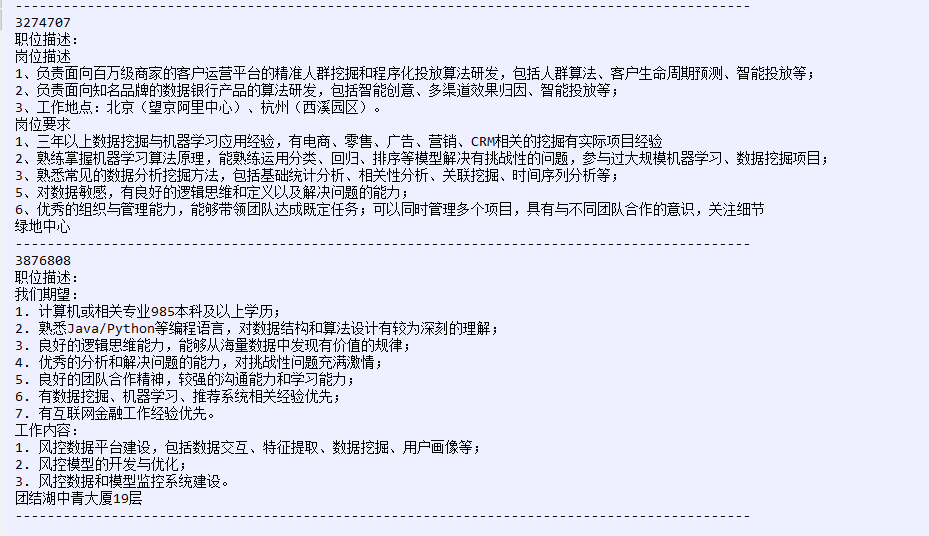 --------------------------------------------------------------------------------------------
3274707
职位描述：
岗位描述
1、负责面向百万级商家的客户运营平台的精准人群挖掘和程序化投放算法研发，包括人群算法、客户生命周期预测、智能投放等；
2、负责面向知名品牌的数据银行产品的算法研发，包括智能创意、多渠道效果归因、智能投放等；
3、工作地点：北京（望京阿里中心）、杭州（西溪园区）。
岗位要求
1、三年以上数据挖掘与机器学习应用经验，有电商、零售、广告、营销、CRM相关的挖掘有实际项目经验
2、熟练掌握机器学习算法原理，能熟练运用分类、回归、排序等模型解决有挑战性的问题，参与过大规模机器学习、数据挖掘项目；
3、熟悉常见的数据分析挖掘方法，包括基础统计分析、相关性分析、关联挖掘、时间序列分析等；
5、对数据敏感，有良好的逻辑思维和定义以及解决问题的能力；
6、优秀的组织与管理能力，能够带领团队达成既定任务；可以同时管理多个项目，具有与不同团队合作的意识，关注细节
绿地中心
--------------------------------------------------------------------------------------------
3876808
职位描述：
我们期望：
1. 计算机或相关专业985本科及以上学历；
2. 熟悉Java/Python等编程语言，对数据结构和算法设计有较为深刻的理解；
3. 良好的逻辑思维能力，能够从海量数据中发现有价值的规律；
4. 优秀的分析和解决问题的能力，对挑战性问题充满激情；
5. 良好的团队合作精神，较强的沟通能力和学习能力；
6. 有数据挖掘、机器学习、推荐系统相关经验优先；
7. 有互联网金融工作经验优先。
工作内容：
1. 风控数据平台建设，包括数据交互、特征提取、数据挖掘、用户画像等；
2. 风控模型的开发与优化；
3. 风控数据和模型监控系统建设。
团结湖中青大厦19层
--------------------------------------------------------------------------------------------